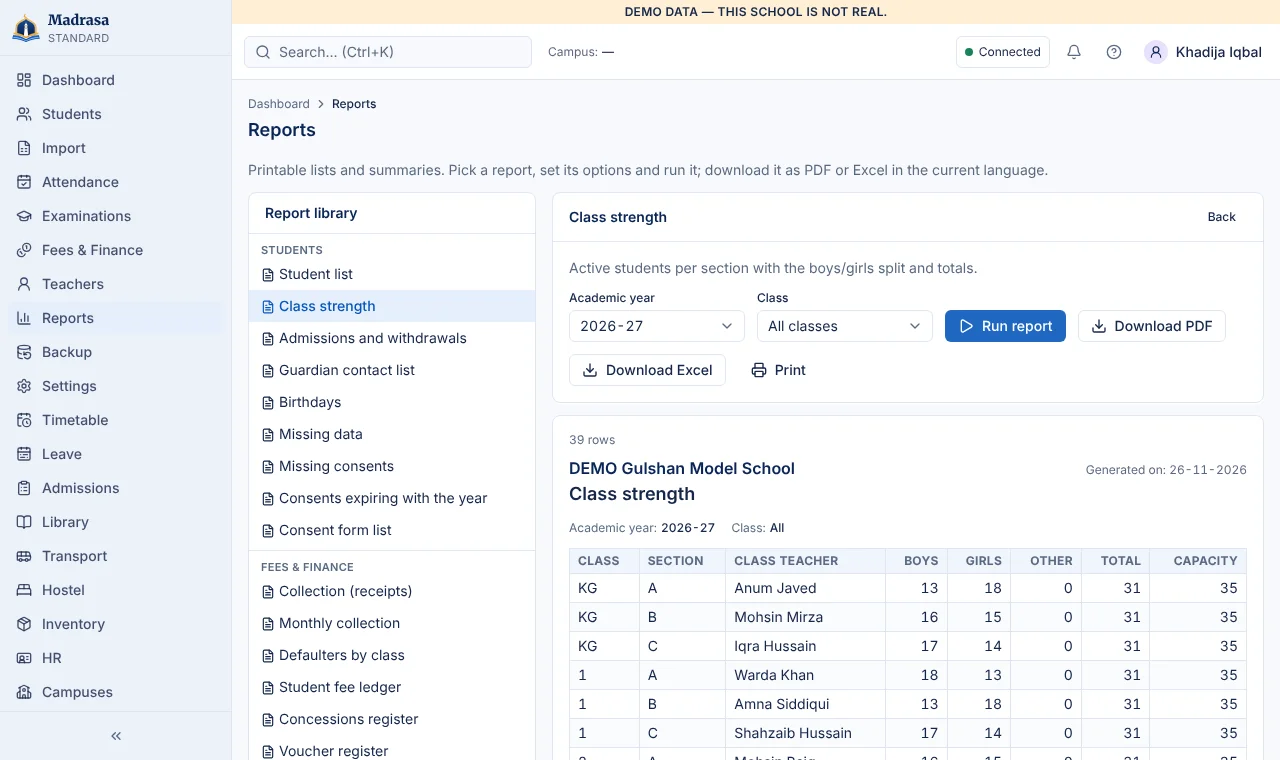 Madrasa
STANDARD
Dashboard
Students
Import
Attendance
Examinations
Fees & Finance
Teachers
Reports
Backup
Settings
Timetable
Leave
Admissions
Library
Transport
Hostel
Inventory
HR
Campuses
«
DEMO DATA — THIS SCHOOL IS NOT REAL.
Search... (Ctrl+K)
Campus: —
Connected
Khadija Iqbal
Dashboard > Reports
Reports
Printable lists and summaries. Pick a report, set its options and run it; download it as PDF or Excel in the current language.
Report library
STUDENTS
Student list
Class strength
Admissions and withdrawals
Guardian contact list
Birthdays
Missing data
Missing consents
Consents expiring with the year
Consent form list
FEES & FINANCE
Collection (receipts)
Monthly collection
Defaulters by class
Student fee ledger
Concessions register
Voucher register
Class strength
Back
Active students per section with the boys/girls split and totals.
Academic year
Class
2026-27
All classes
Run report
Download PDF
Download Excel
Print
39 rows
DEMO Gulshan Model School
Generated on: 26-11-2026
Class strength
Academic year: 2026-27 Class: All
CLASS SECTION CLASS TEACHER BOYS GIRLS OTHER TOTAL CAPACITY
KG A Anum Javed 13 18 0 31 35
KG B Mohsin Mirza 16 15 0 31 35
KG C Iqra Hussain 17 14 0 31 35
1 A Warda Khan 18 13 0 31 35
1 B Amna Siddiqui 13 18 0 31 35
1 C Shahzaib Hussain 17 14 0 31 35